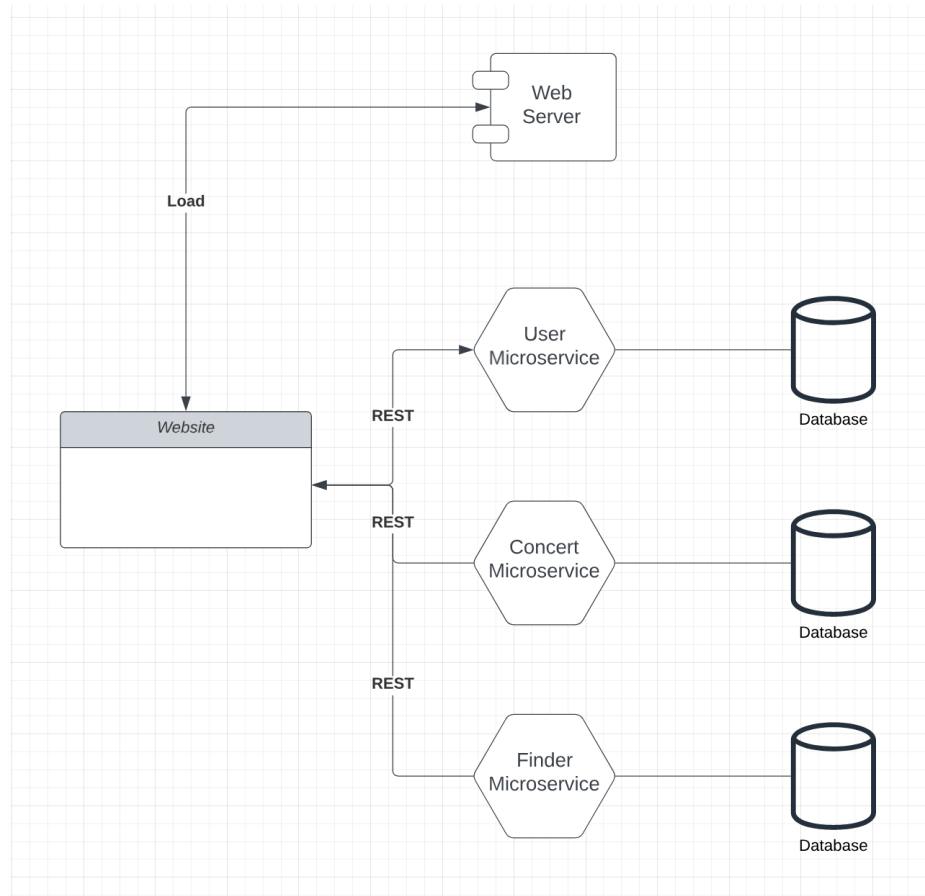 Web
Server
Load
User
Microservice
Database
REST
Website
REST
Concert
Microservice
Database
REST
Finder
Microservice
Database